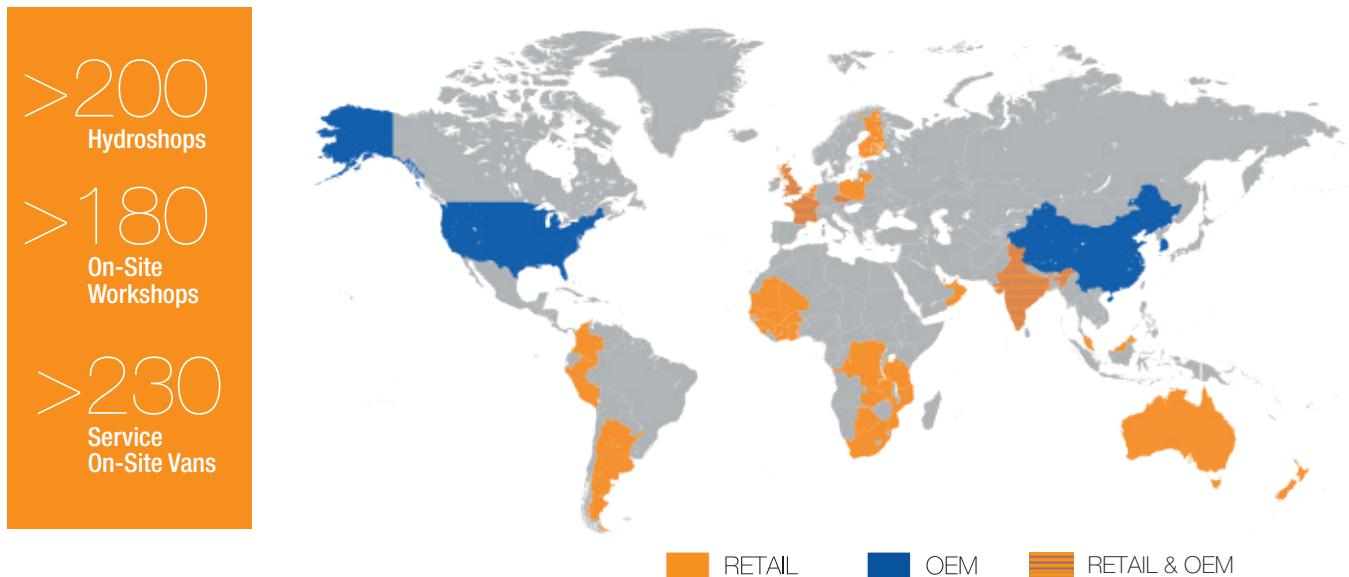 >200
Hydroshops
>180
On-Site
Workshops
>230
Service
On-Site Vans
RETAIL
OEM
RETAIL & OEM